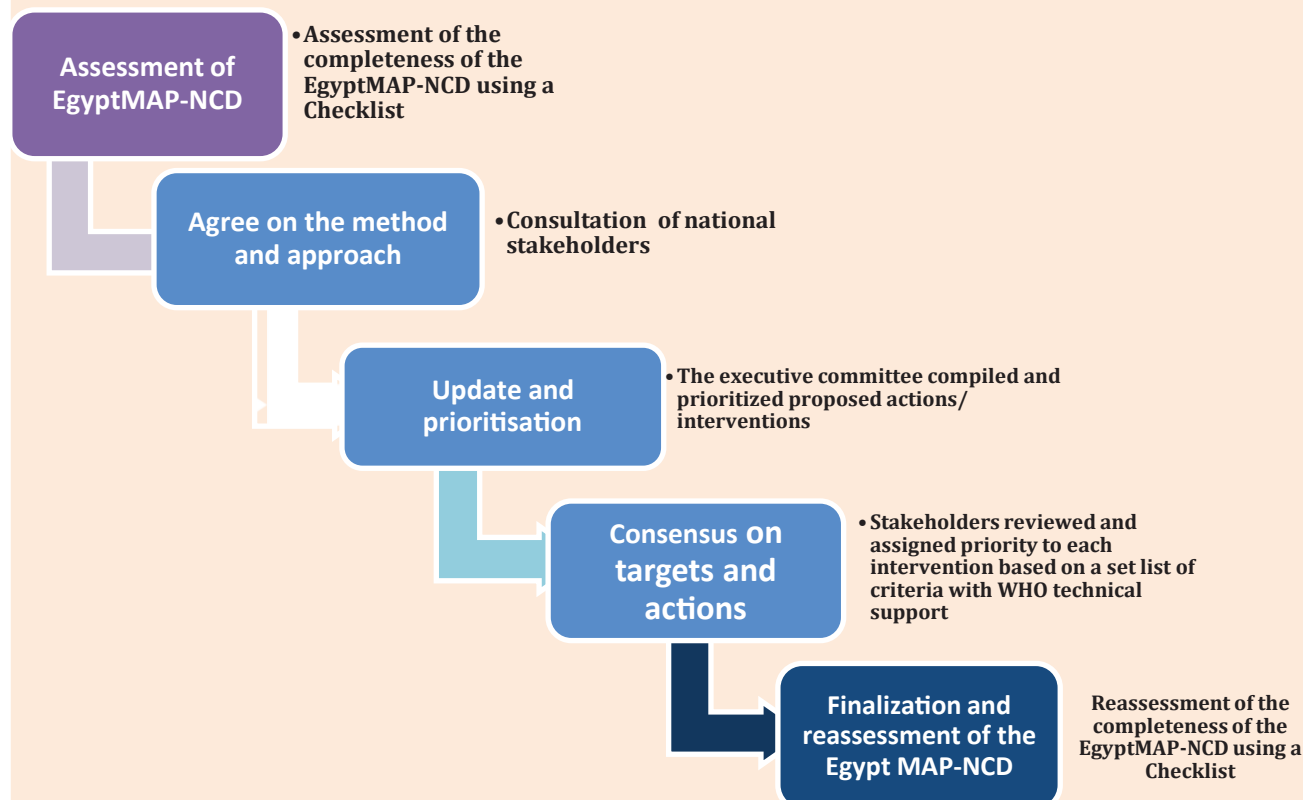 Assessment of
EgyptMAP-NCD
•Assessment of the
completeness of the
EgyptMAP-NCD using a
Checklist
Agree on the method
and approach
•Consultation of national
stakeholders
Update and
prioritisation
•The executive committee compiled and
prioritized proposed actions/
interventions
Consensus on
targets and
actions
•Stakeholders reviewed and
assigned priority to each
intervention based on a set list of
criteria with WHO technical
support
Finalization and
reassessment of the
Egypt MAP-NCD
Reassessment of the
completeness of the
EgyptMAP-NCD using a
Checklist